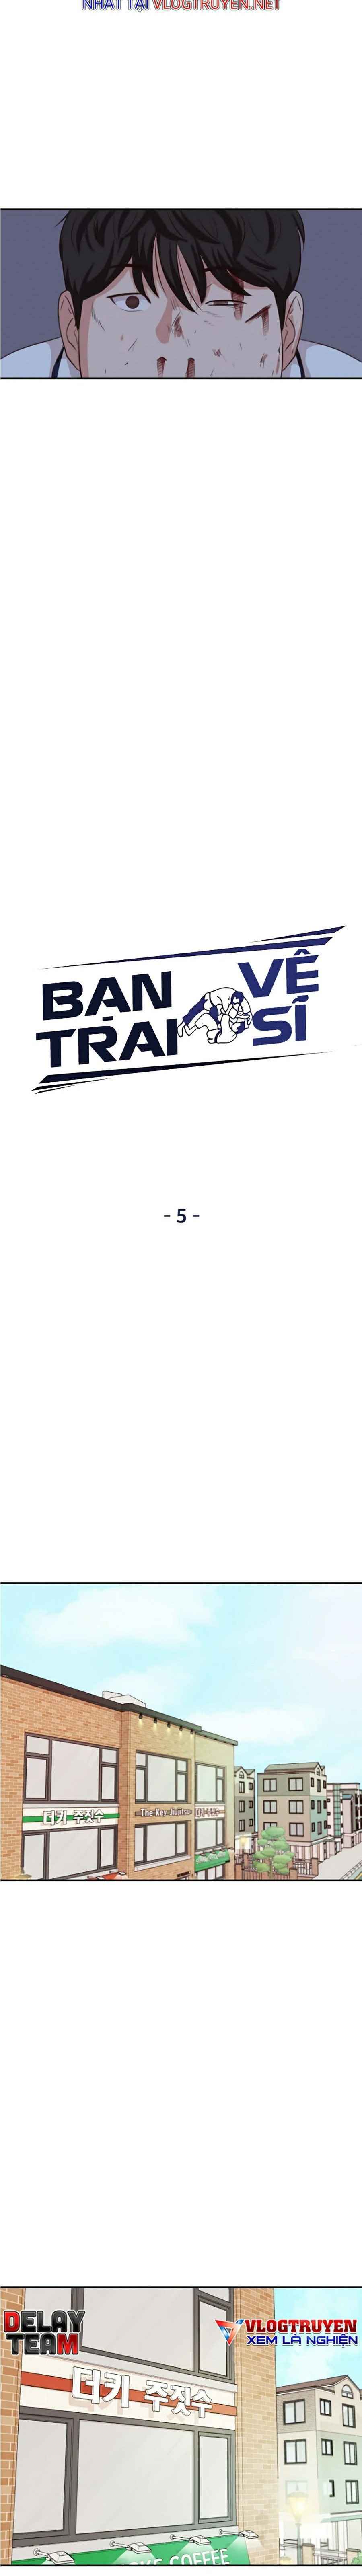 NHẤT TẠI VLOGTRUYEN.NET
BẠN
TRAI
VỆ
SĨ
- 5 -
더키 주짓수
The Key Jiujitsu
DELAY
TEAM
VLOGTRUYEN
XEM LÀ NGHIỆN
더키 주짓수
COFFEE